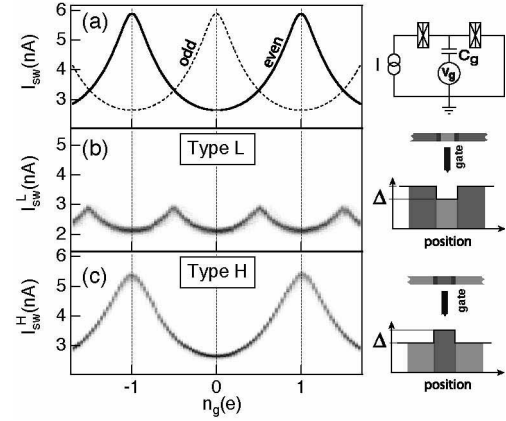 (a)
I_sw(nA)
6
5
4
3
odd
even
I
C_g
V_g
(b)
Type L
I^L_sw(nA)
5
4
3
2
gate
Δ
position
(c)
Type H
I^H_sw(nA)
6
5
4
3
gate
Δ
position
-1 0 1
n_g(e)